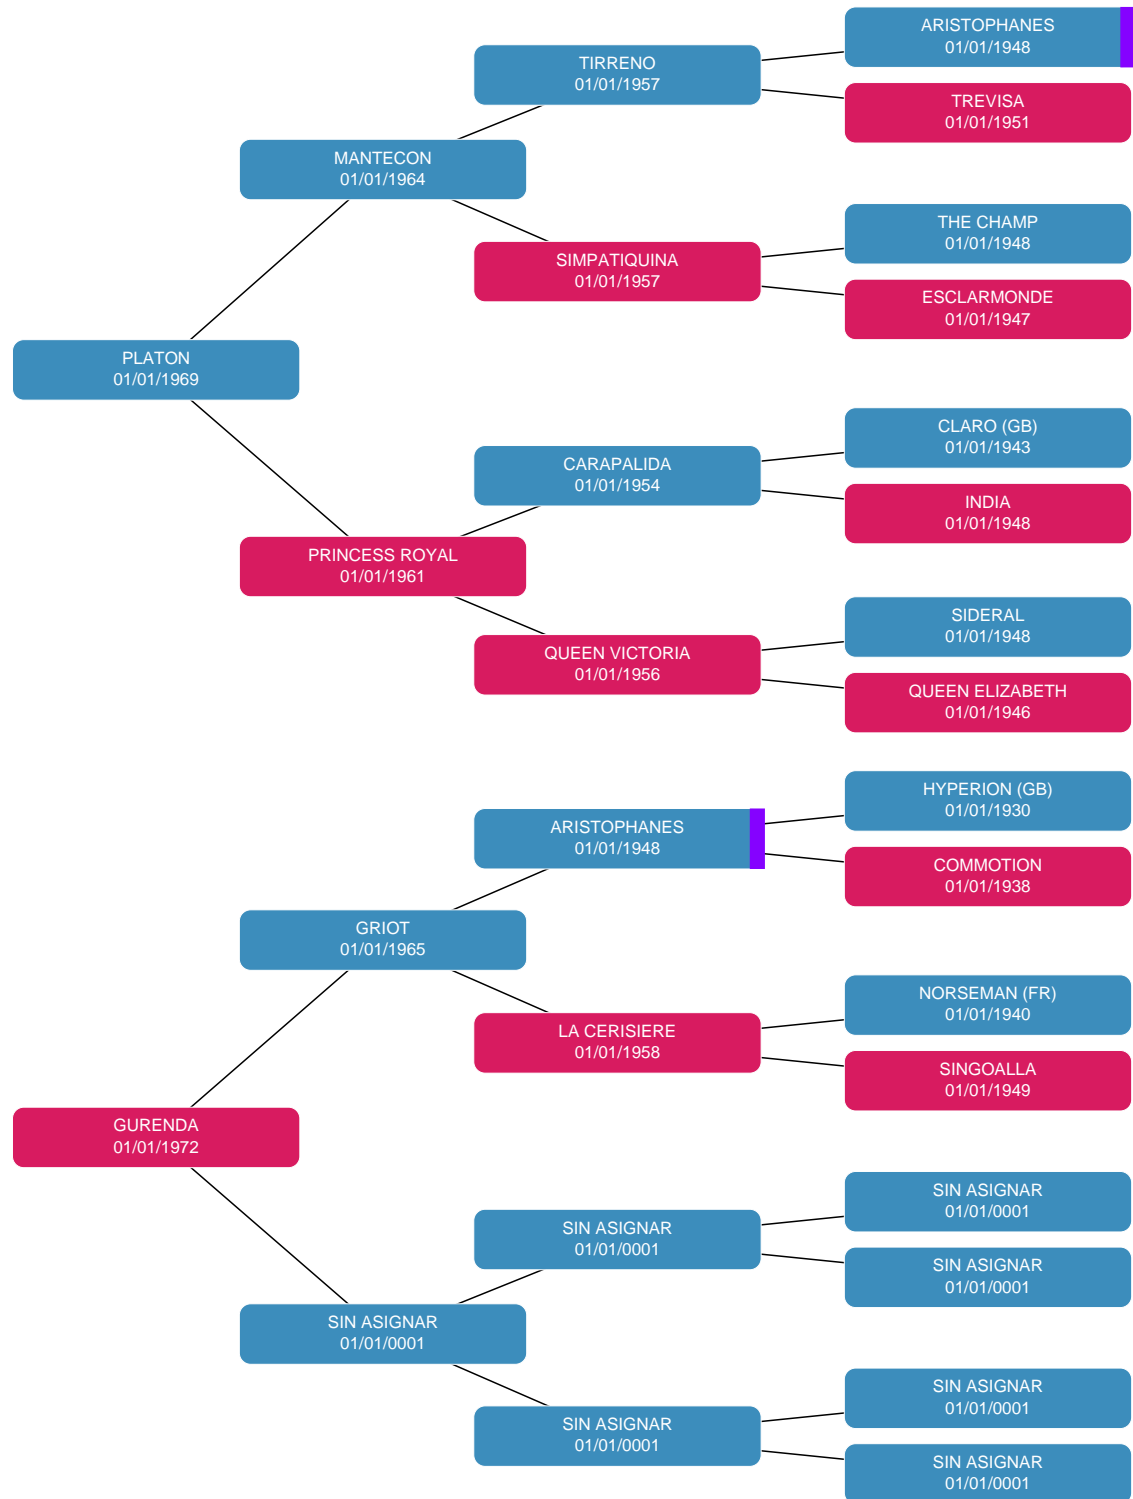 ARISTOPHANES
01/01/1948
TIRRENO
01/01/1957
TREVISA
01/01/1951
MANTECON
01/01/1964
THE CHAMP
01/01/1948
SIMPATIQUINA
01/01/1957
ESCLARMONDE
01/01/1947
PLATON
01/01/1969
CLARO (GB)
01/01/1943
CARAPALIDA
01/01/1954
INDIA
01/01/1948
PRINCESS ROYAL
01/01/1961
SIDERAL
01/01/1948
QUEEN VICTORIA
01/01/1956
QUEEN ELIZABETH
01/01/1946
HYPERION (GB)
01/01/1930
ARISTOPHANES
01/01/1948
COMMOTION
01/01/1938
GRIOT
01/01/1965
NORSEMAN (FR)
01/01/1940
LA CERISIERE
01/01/1958
SINGOALLA
01/01/1949
GURENDA
01/01/1972
SIN ASIGNAR
01/01/0001
SIN ASIGNAR
01/01/0001
SIN ASIGNAR
01/01/0001
SIN ASIGNAR
01/01/0001
SIN ASIGNAR
01/01/0001
SIN ASIGNAR
01/01/0001
SIN ASIGNAR
01/01/0001